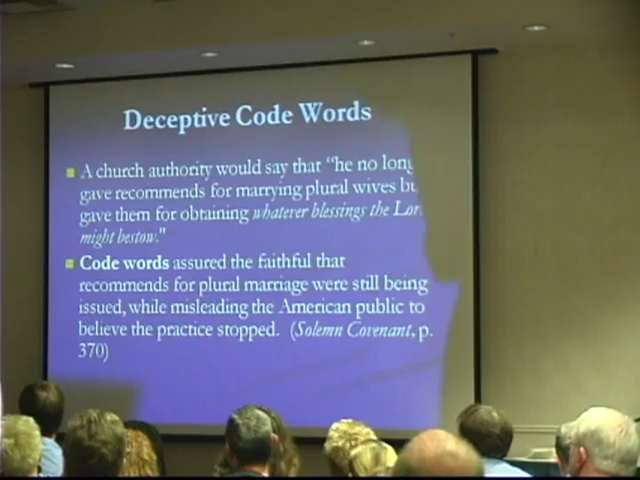 Deceptive Code Words
A church authority would say that "he no long
gave recommends for marrying plural wives bu
gave them for obtaining whatever blessings the Lor
might bestow."
Code words assured the faithful that
recommends for plural marriage were still being
issued, while misleading the American public to
believe the practice stopped. (Solemn Covenant, p.
370)